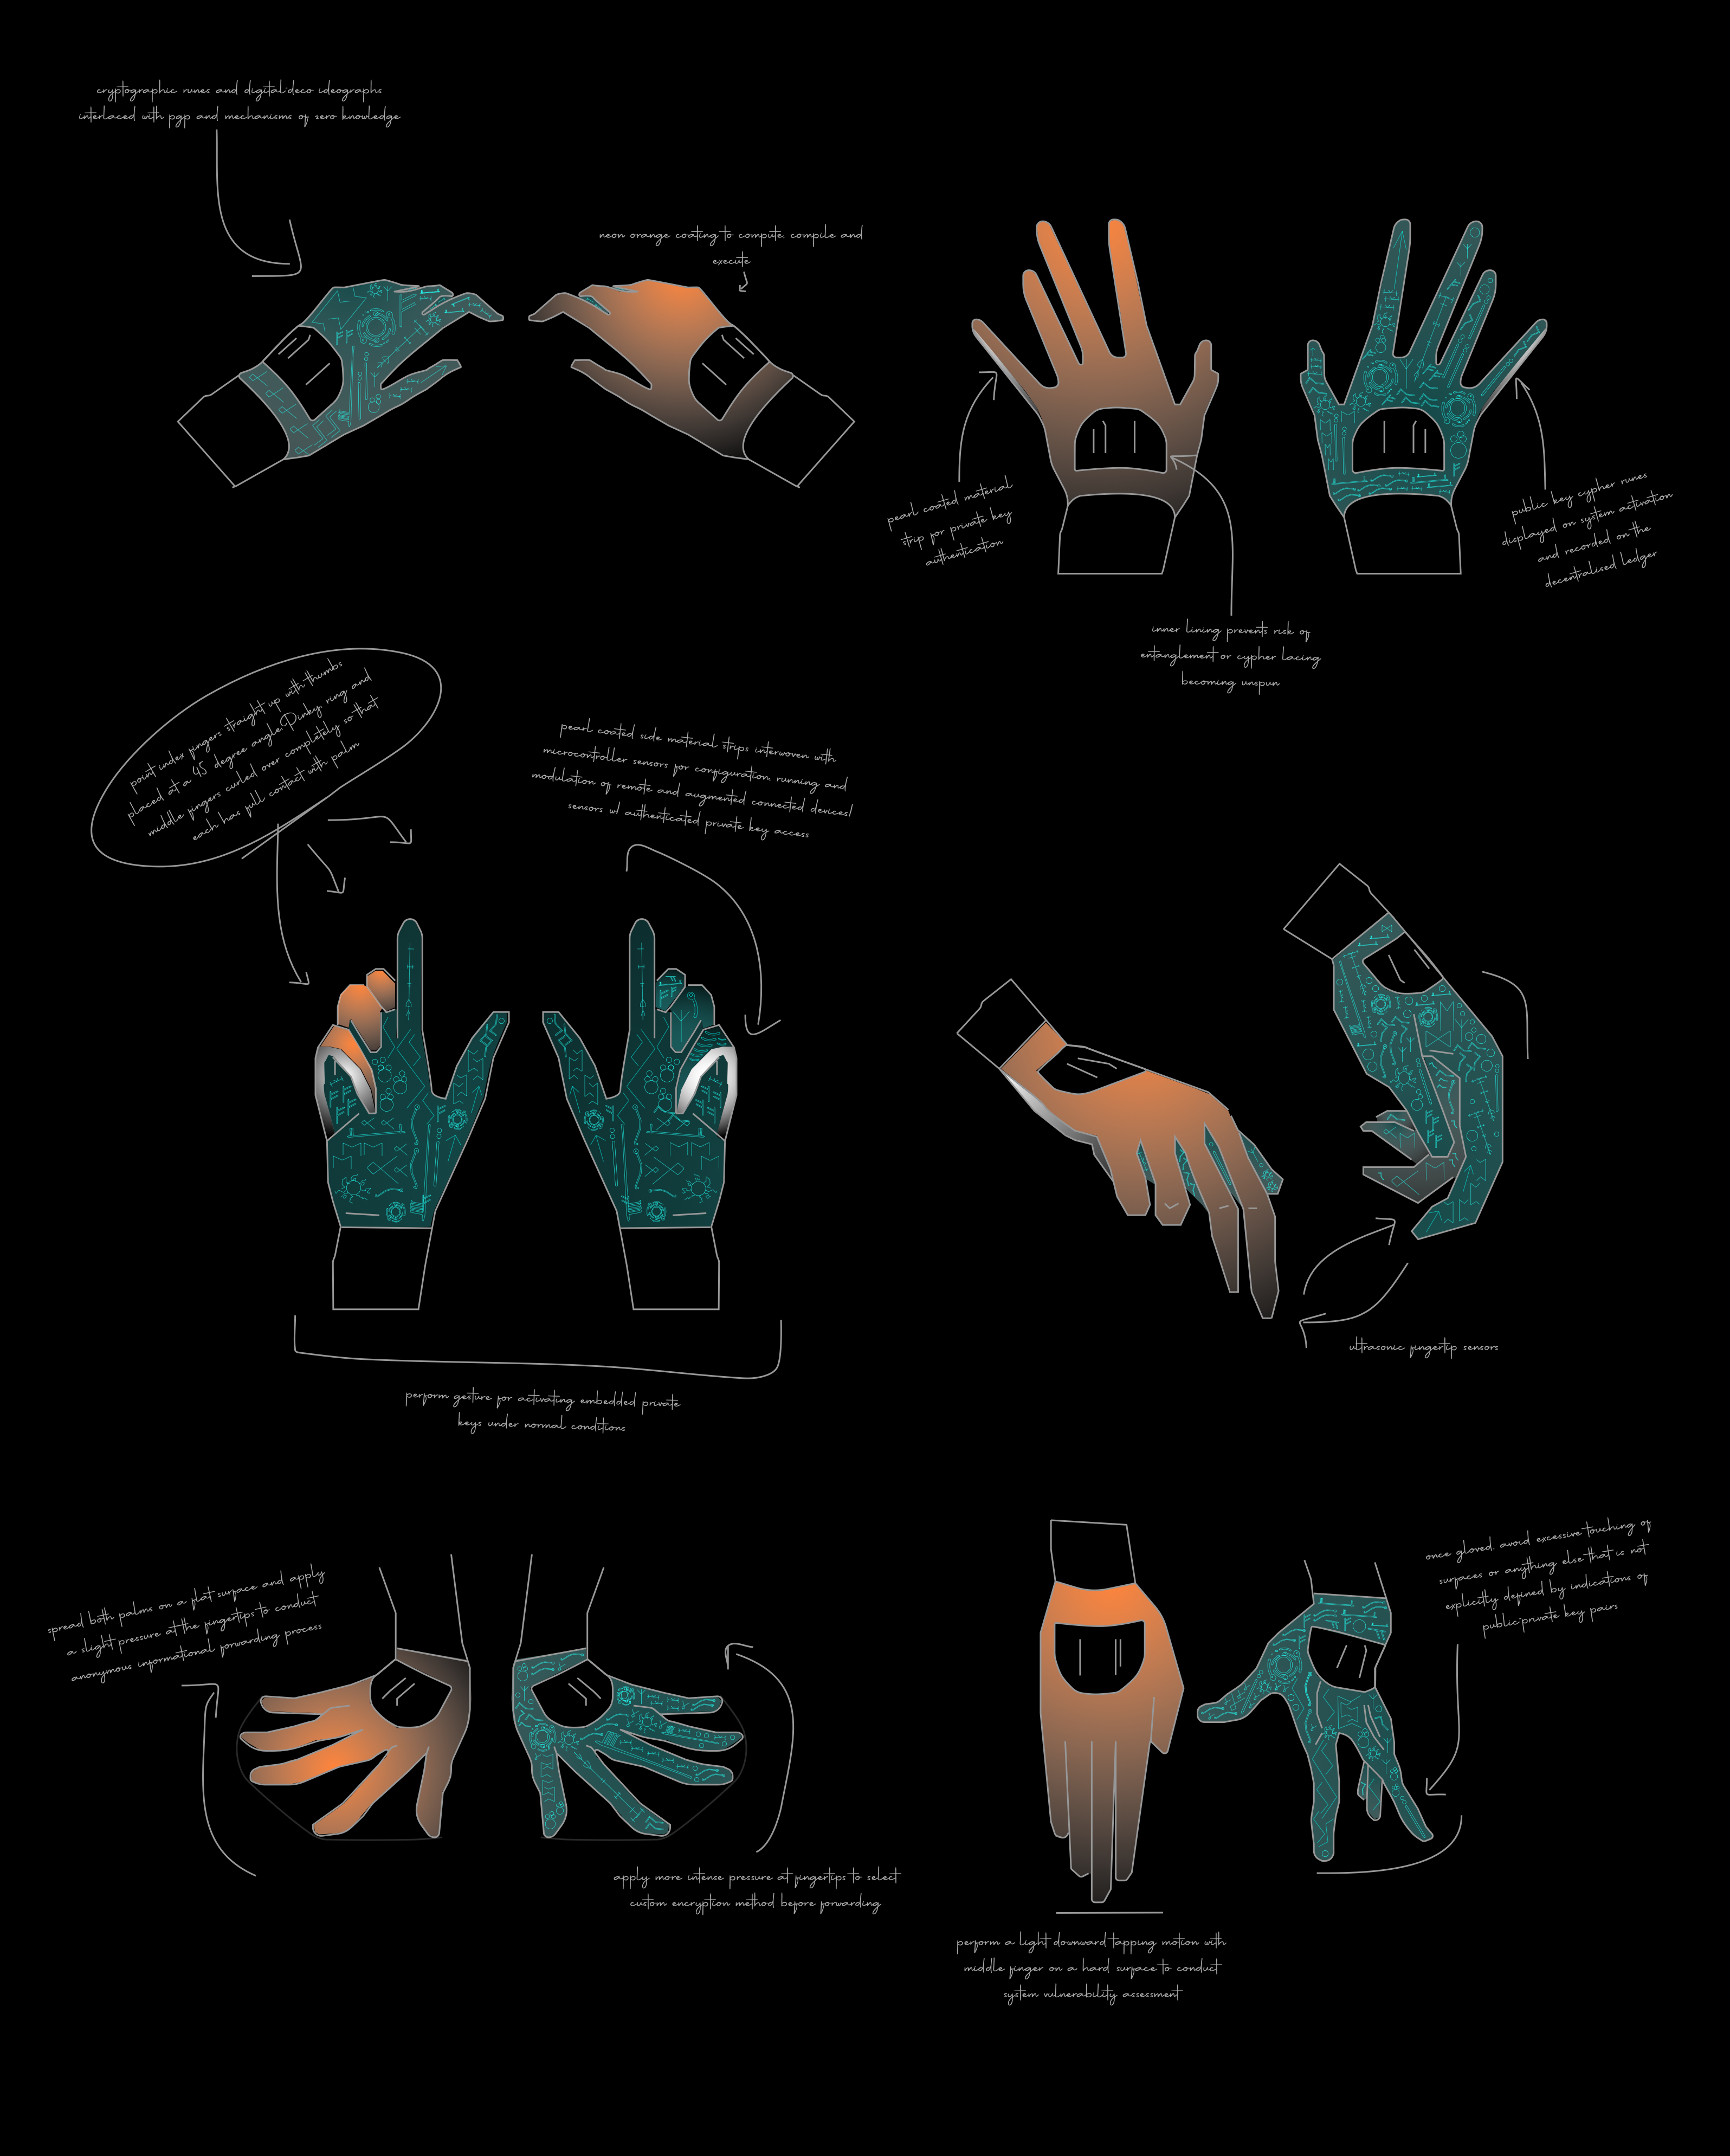 cryptographic runes and digital-deco ideographs
interlaced with pgp and mechanisms of zero knowledge
neon orange coating to compute, compile and
execute
pearl coated material
strip for private key
authentication
public key cypher runes
displayed on system activation
and recorded on the
decentralised ledger
inner lining prevents risk of
entanglement or cypher lacing
becoming unspun
point index fingers straight up with thumbs
placed at a 45 degree angle. Pinky, ring and
middle fingers curled over completely so that
each has full contact with palm
pearl coated side material strips interwoven with
microcontroller sensors for configuration, running and
modulation of remote and augmented connected devices/
sensors w/ authenticated private key access
ultrasonic fingertip sensors
perform gesture for activating embedded private
keys under normal conditions
spread both palms on a flat surface and apply
a slight pressure at the fingertips to conduct
anonymous informational forwarding process
once gloved, avoid excessive touching of
surfaces or anything else that is not
explicitly defined by indications of
public-private key pairs
apply more intense pressure at fingertips to select
custom encryption method before forwarding
perform a light downward tapping motion with
middle finger on a hard surface to conduct
system vulnerability assessment